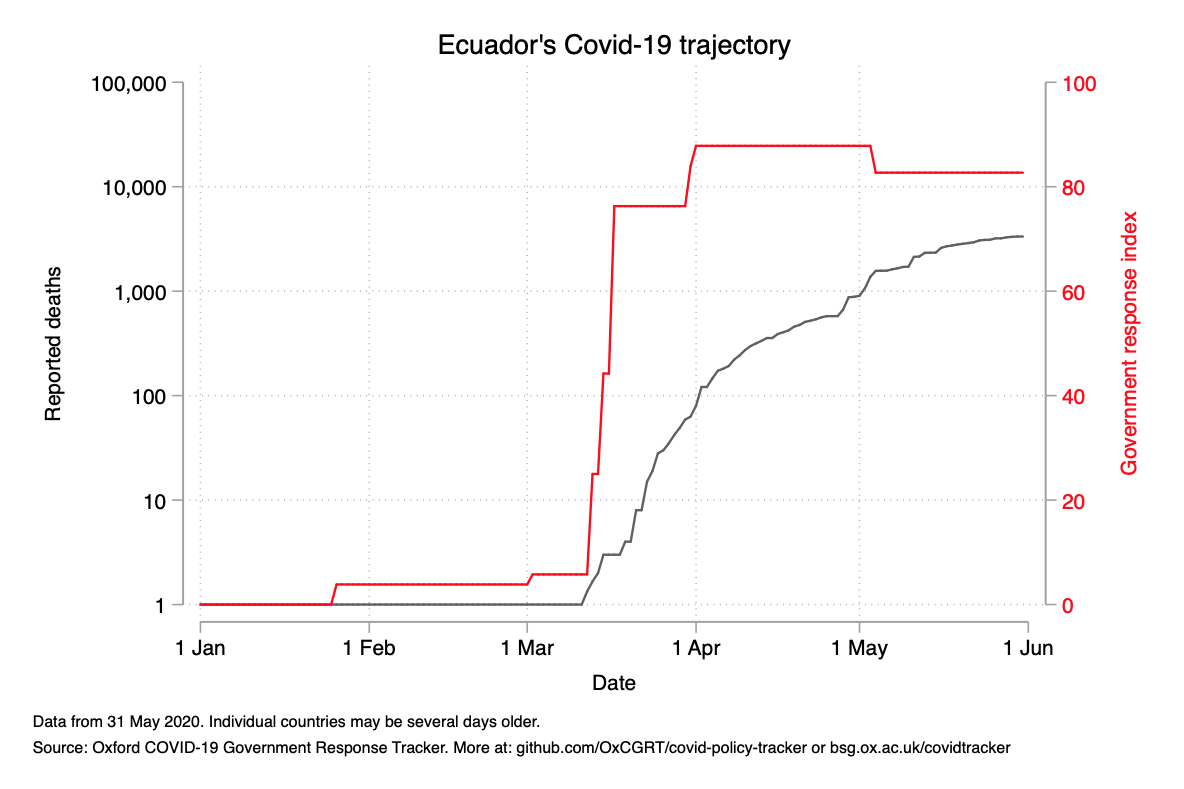 Ecuador's Covid-19 trajectory
100,000
10,000
1,000
100
10
1
Reported deaths
100
80
60
40
20
0
Government response index
1 Jan 1 Feb 1 Mar 1 Apr 1 May 1 Jun
Date
Data from 31 May 2020. Individual countries may be several days older.
Source: Oxford COVID-19 Government Response Tracker. More at: github.com/OxCGRT/covid-policy-tracker or bsg.ox.ac.uk/covidtracker